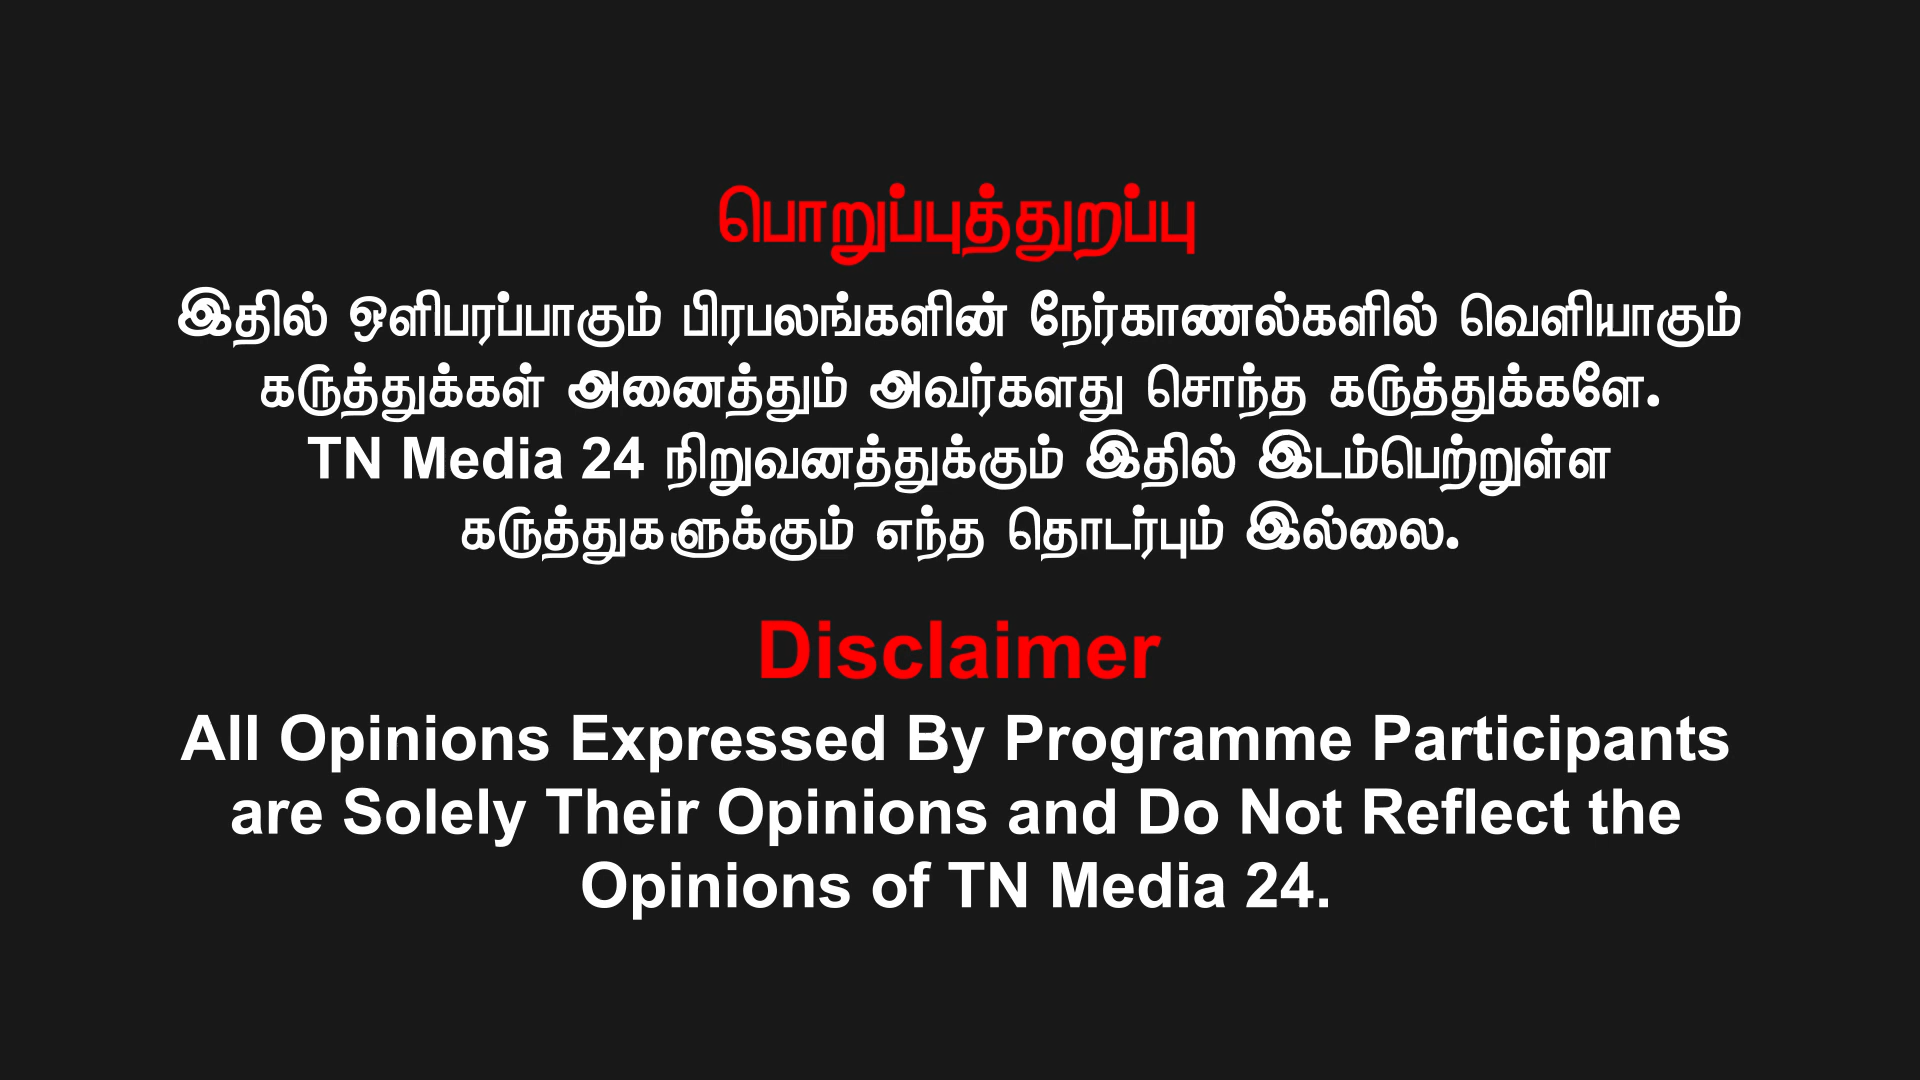 பொறுப்புத்துறப்பு
இதில் ஒளிபரப்பாகும் பிரபலங்களின் நேர்காணல்களில் வெளியாகும்
கருத்துக்கள் அனைத்தும் அவர்களது சொந்த கருத்துக்களே.
TN Media 24 நிறுவனத்துக்கும் இதில் இடம்பெற்றுள்ள
கருத்துகளுக்கும் எந்த தொடர்பும் இல்லை.
Disclaimer
All Opinions Expressed By Programme Participants
are Solely Their Opinions and Do Not Reflect the
Opinions of TN Media 24.